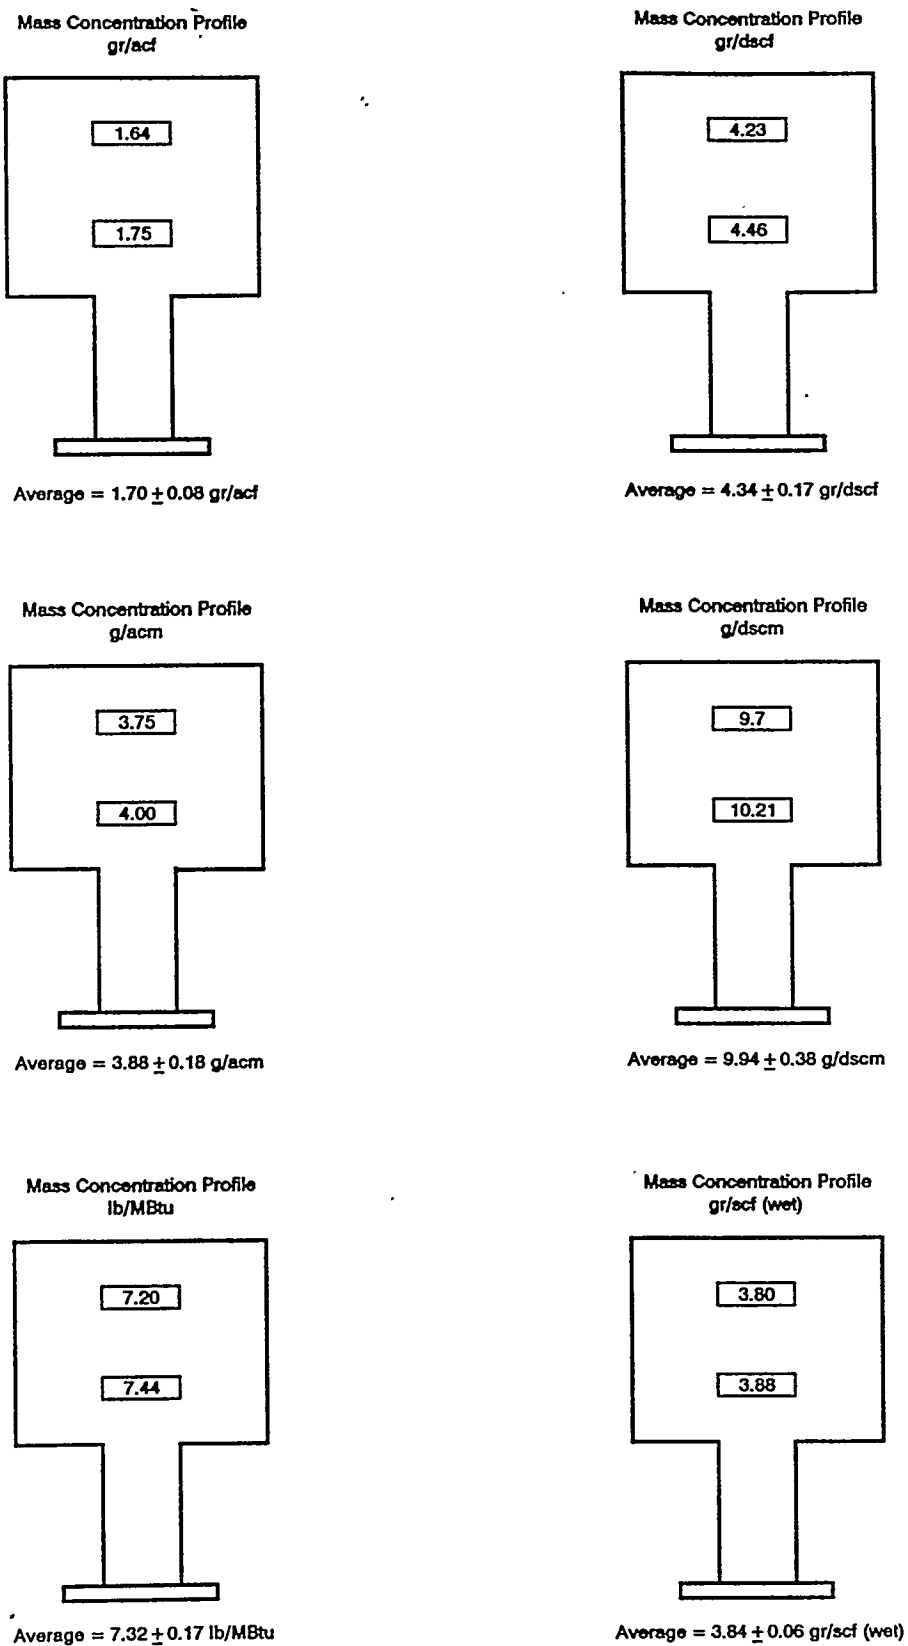 Mass Concentration Profile
gr/acf
1.64
1.75
Average = 1.70 ± 0.08 gr/acf
Mass Concentration Profile
gr/dscf
4.23
4.46
Average = 4.34 ± 0.17 gr/dscf
Mass Concentration Profile
g/acm
3.75
4.00
Average = 3.88 ± 0.18 g/acm
Mass Concentration Profile
g/dscm
9.7
10.21
Average = 9.94 ± 0.38 g/dscm
Mass Concentration Profile
lb/MBtu
7.20
7.44
Average = 7.32 ± 0.17 lb/MBtu
Mass Concentration Profile
gr/scf (wet)
3.80
3.88
Average = 3.84 ± 0.06 gr/scf (wet)